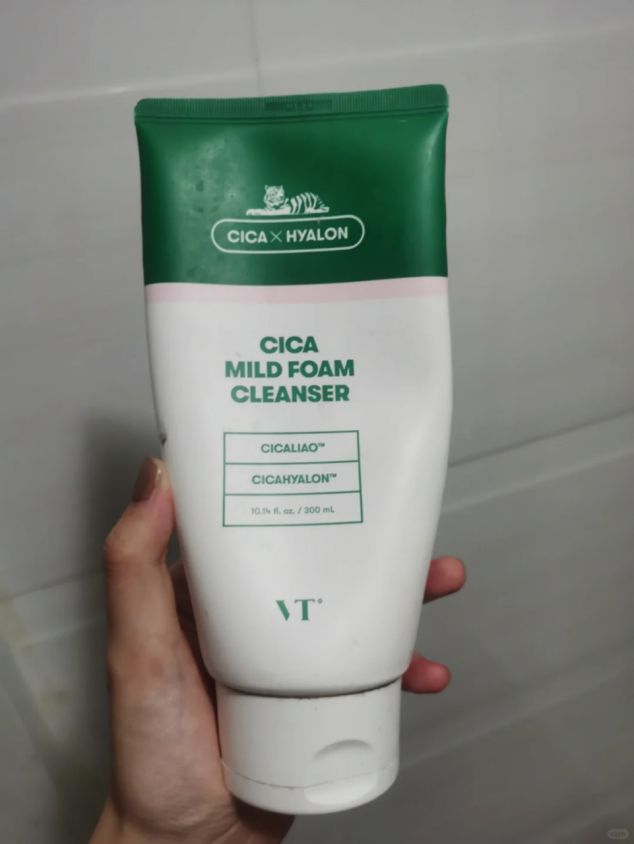 CICA × HYALON
CICA
MILD FOAM
CLEANSER
CICALIAO™
CICAHYALON™
10.14 fl. oz. / 300 mL
VT